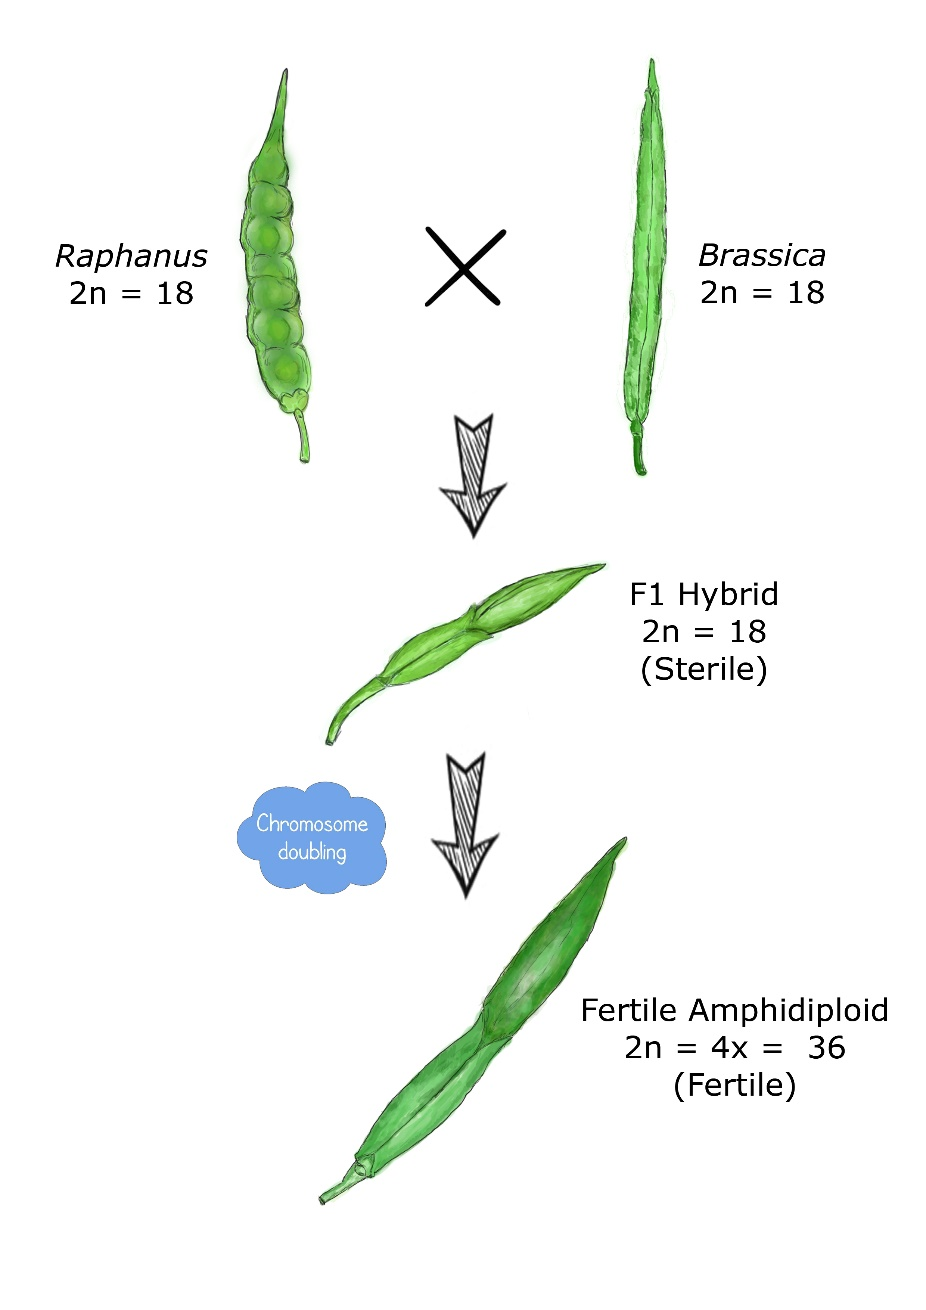 Raphanus
2n = 18
Brassica
2n = 18
F1 Hybrid
2n = 18
(Sterile)
Chromosome
doubling
Fertile Amphidiploid
2n = 4x =  36
(Fertile)